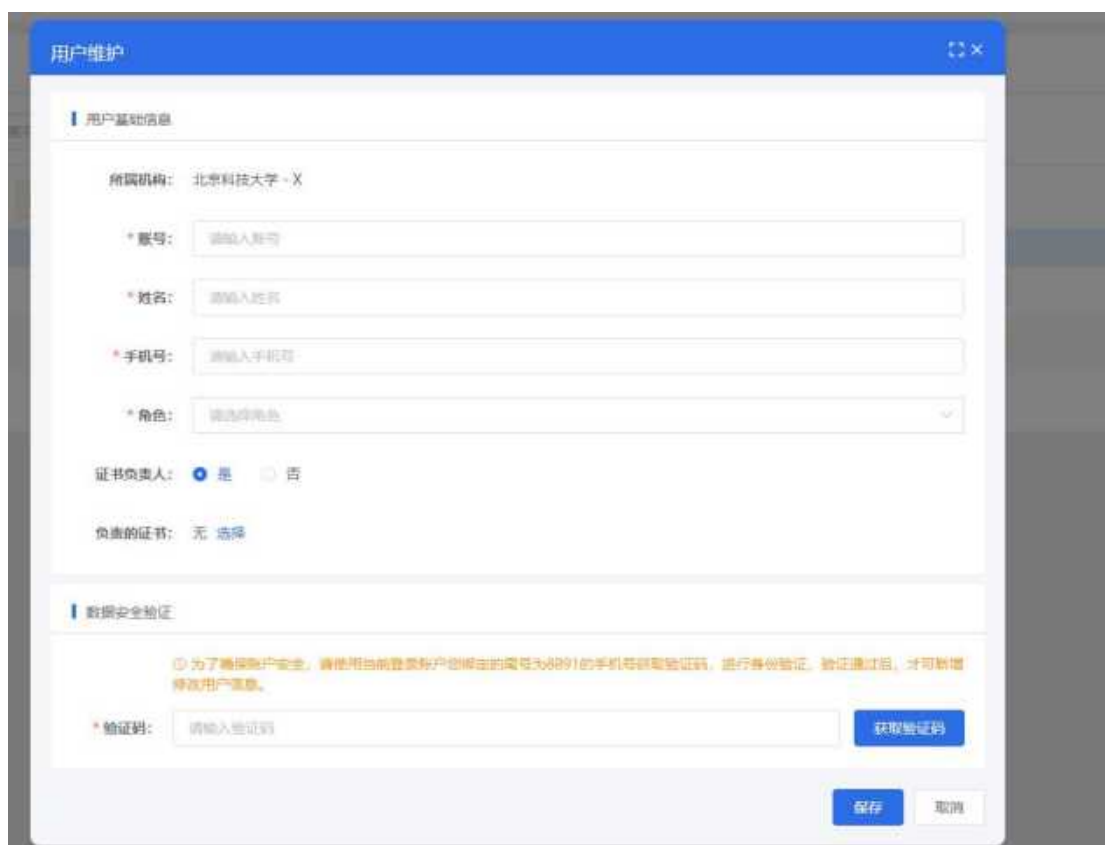 用户维护
用户基础信息
所属机构： 北京科技大学 - X
* 账号： 请输入账号
* 姓名： 请输入姓名
* 手机号： 请输入手机号
* 角色： 请选择角色
证书负责人： 是 否
负责的证书： 无 选择
数据安全验证
为了确保账户安全，请使用当前登录账户您绑定的尾号为8891的手机号获取验证码，进行身份验证，验证通过后，才可新增
修改用户信息。
* 验证码： 请输入验证码 获取验证码
保存 取消